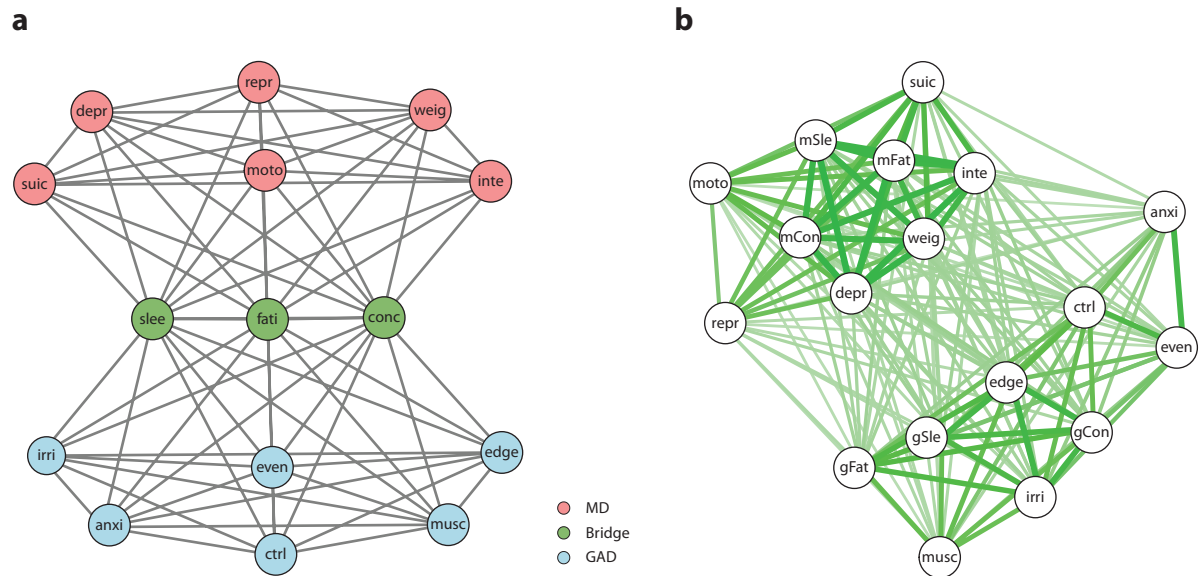 a
repr
depr
weig
moto
suic
inte
slee
fati
conc
irri
even
edge
anxi
musc
ctrl
MD
Bridge
GAD
b
suic
mSle
mFat
inte
moto
anxi
mCon
weig
depr
ctrl
repr
even
edge
gSle
gCon
gFat
irri
musc